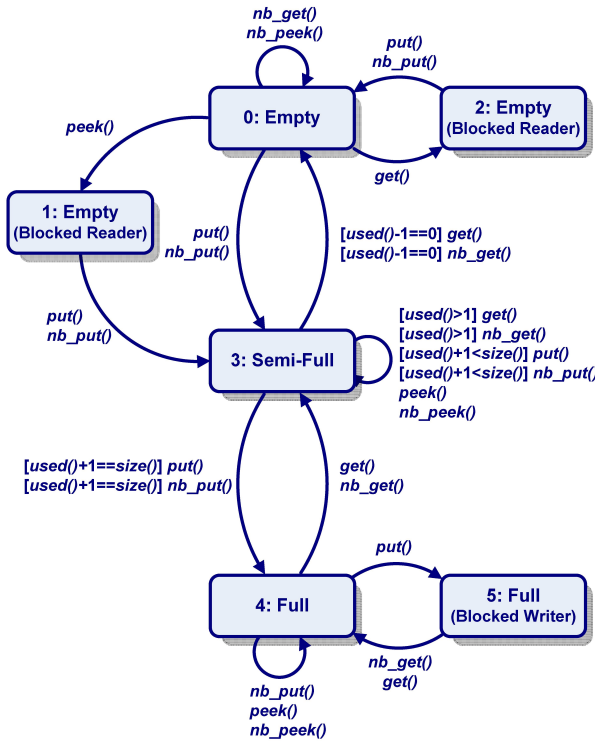 nb_get()
nb_peek()
put()
nb_put()
0: Empty
2: Empty
(Blocked Reader)
peek()
get()
1: Empty
(Blocked Reader)
put()
nb_put()
[used()-1==0] get()
[used()-1==0] nb_get()
put()
nb_put()
[used()>1] get()
[used()>1] nb_get()
[used()+1<size()] put()
[used()+1<size()] nb_put()
peek()
nb_peek()
3: Semi-Full
[used()+1==size()] put()
[used()+1==size()] nb_put()
get()
nb_get()
put()
4: Full
5: Full
(Blocked Writer)
nb_get()
get()
nb_put()
peek()
nb_peek()